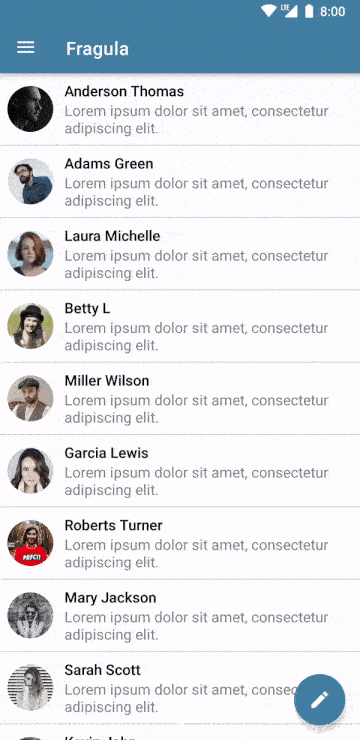 LTE 8:00
Fragula
Anderson Thomas
Lorem ipsum dolor sit amet, consectetur
adipiscing elit.
Adams Green
Lorem ipsum dolor sit amet, consectetur
adipiscing elit.
Laura Michelle
Lorem ipsum dolor sit amet, consectetur
adipiscing elit.
Betty L
Lorem ipsum dolor sit amet, consectetur
adipiscing elit.
Miller Wilson
Lorem ipsum dolor sit amet, consectetur
adipiscing elit.
Garcia Lewis
Lorem ipsum dolor sit amet, consectetur
adipiscing elit.
Roberts Turner
Lorem ipsum dolor sit amet, consectetur
adipiscing elit.
Mary Jackson
Lorem ipsum dolor sit amet, consectetur
adipiscing elit.
Sarah Scott
Lorem ipsum dolor sit amet, consectetur
adipiscing elit.